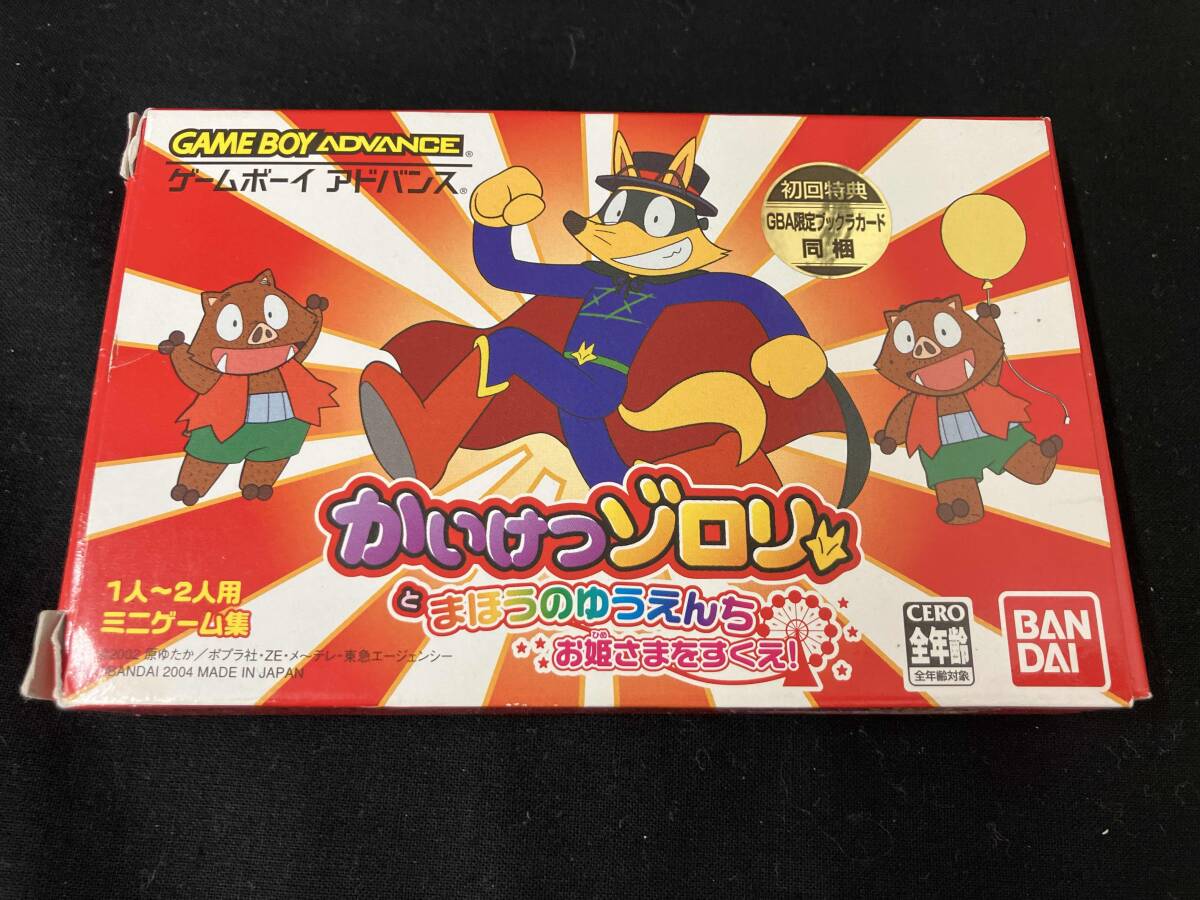 GAME BOY ADVANCE®
ゲームボーイ アドバンス®
初回特典
GBA限定ブックラカード
同梱
かいけつゾロリ
と まほうのゆうえんち
お姫さまをすくえ!
ひめ
1人~2人用
ミニゲーム集
©2002 原ゆたか/ポプラ社・ZE・メ~テレ・東急エージェンシー
©BANDAI 2004 MADE IN JAPAN
CERO
全年齢
全年齢対象
BAN
DAI